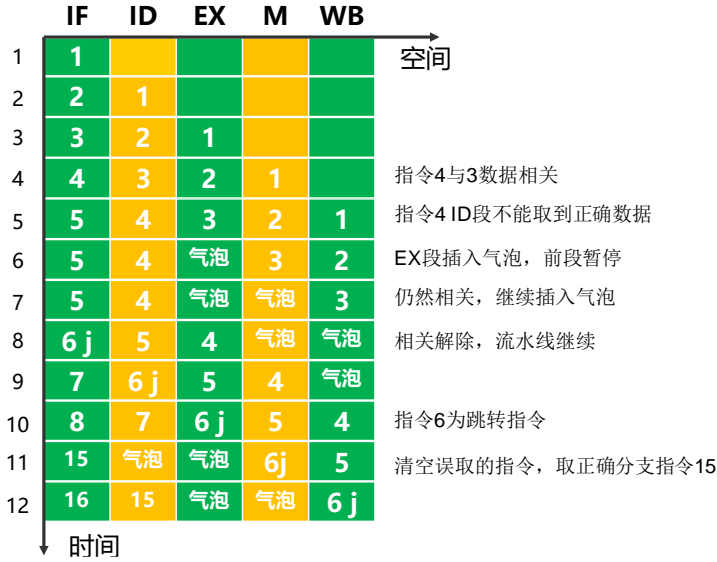 IF ID EX M WB
空间
1 1
2 2 1
3 3 2 1
4 4 3 2 1 指令4与3数据相关
5 5 4 3 2 1 指令4 ID段不能取到正确数据
6 5 4 气泡 3 2 EX段插入气泡，前段暂停
7 5 4 气泡 气泡 3 仍然相关，继续插入气泡
8 6 j 5 4 气泡 气泡 相关解除，流水线继续
9 7 6 j 5 4 气泡
10 8 7 6 j 5 4 指令6为跳转指令
11 15 气泡 气泡 6j 5 清空误取的指令，取正确分支指令15
12 16 15 气泡 气泡 6 j
时间